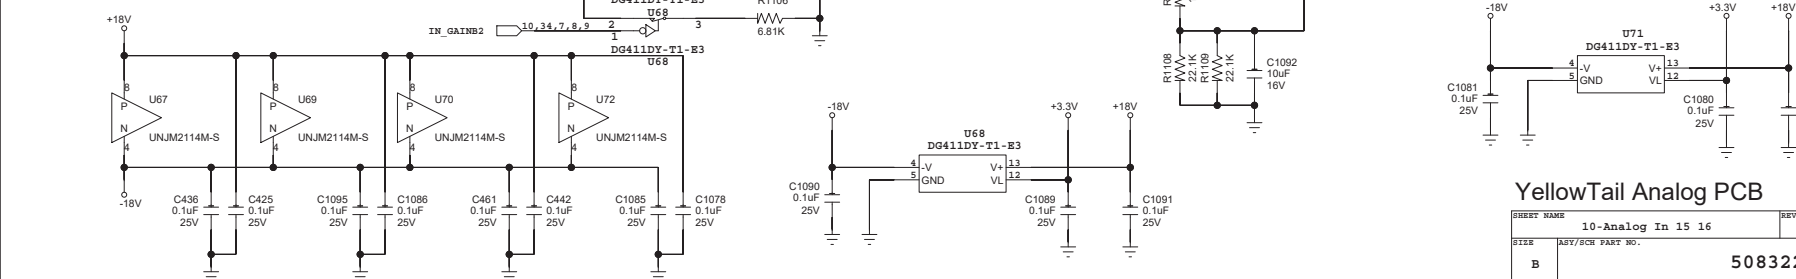 +18V
DG411DY-T1-E3
U68
IN_GAINB2
10,34,7,8,9
2
1
3
R1106
6.81K
DG411DY-T1-E3
U68
8
P
N
4
U67
UNJM2114M-S
8
P
N
4
U69
UNJM2114M-S
8
P
N
4
U70
UNJM2114M-S
8
P
N
4
U72
UNJM2114M-S
-18V
C436
0.1uF
25V
C425
0.1uF
25V
C1095
0.1uF
25V
C1086
0.1uF
25V
C461
0.1uF
25V
C442
0.1uF
25V
C1085
0.1uF
25V
C1078
0.1uF
25V
-18V
+3.3V
+18V
U68
DG411DY-T1-E3
4
-V
5
GND
V+
13
VL
12
C1090
0.1uF
25V
C1089
0.1uF
25V
C1091
0.1uF
25V
R1108
22.1K
R1109
22.1K
C1092
10uF
16V
-18V
+3.3V
+18V
U71
DG411DY-T1-E3
4
-V
5
GND
V+
13
VL
12
C1081
0.1uF
25V
C1080
0.1uF
25V
YellowTail Analog PCB
SHEET NAME
REV
10-Analog In 15 16
SIZE
ASY/SCH PART NO.
B
508322